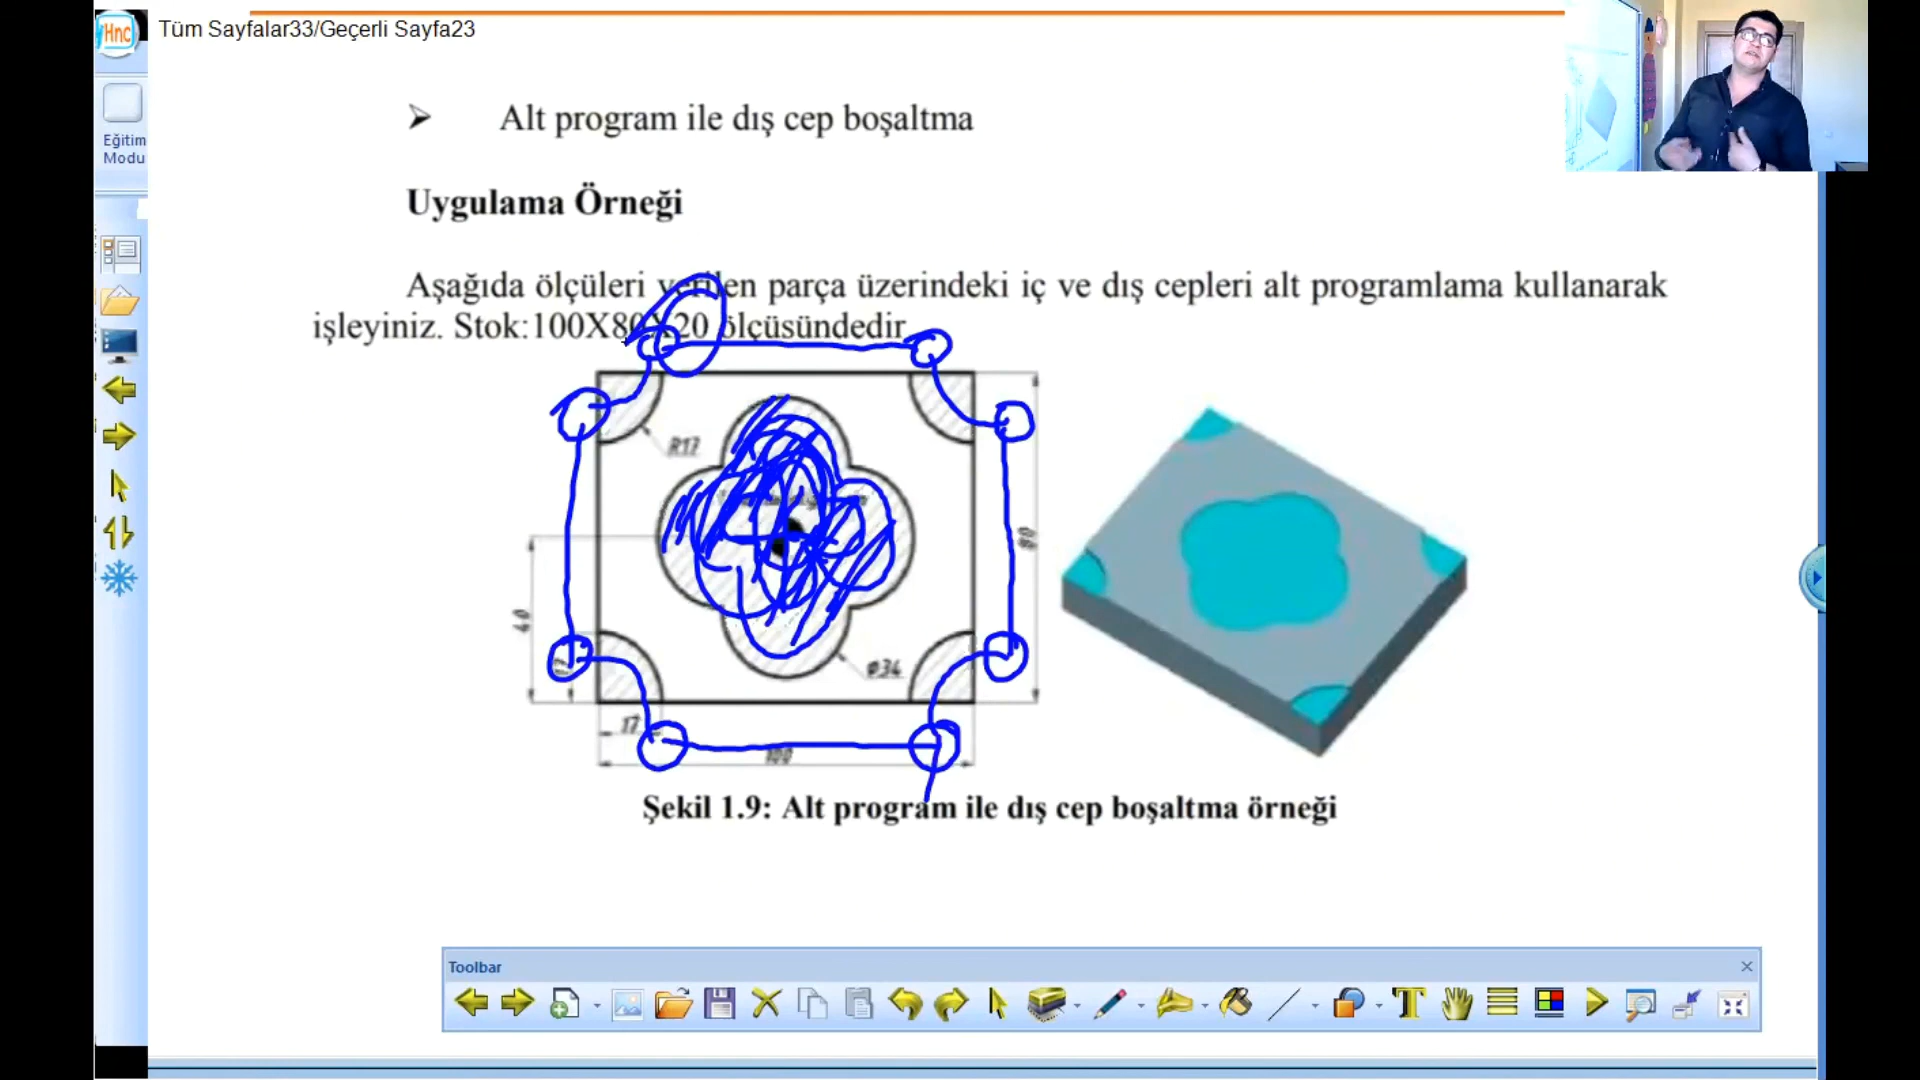 Hnc
Tüm Sayfalar33/Geçerli Sayfa23
Eğitim
Modu
➢ Alt program ile dış cep boşaltma
Uygulama Örneği
Aşağıda ölçüleri verilen parça üzerindeki iç ve dış cepleri alt programlama kullanarak
işleyiniz. Stok:100X80X20 ölçüsündedir.
R17
80
40
17
Ø34
17
100
Şekil 1.9: Alt program ile dış cep boşaltma örneği
Toolbar